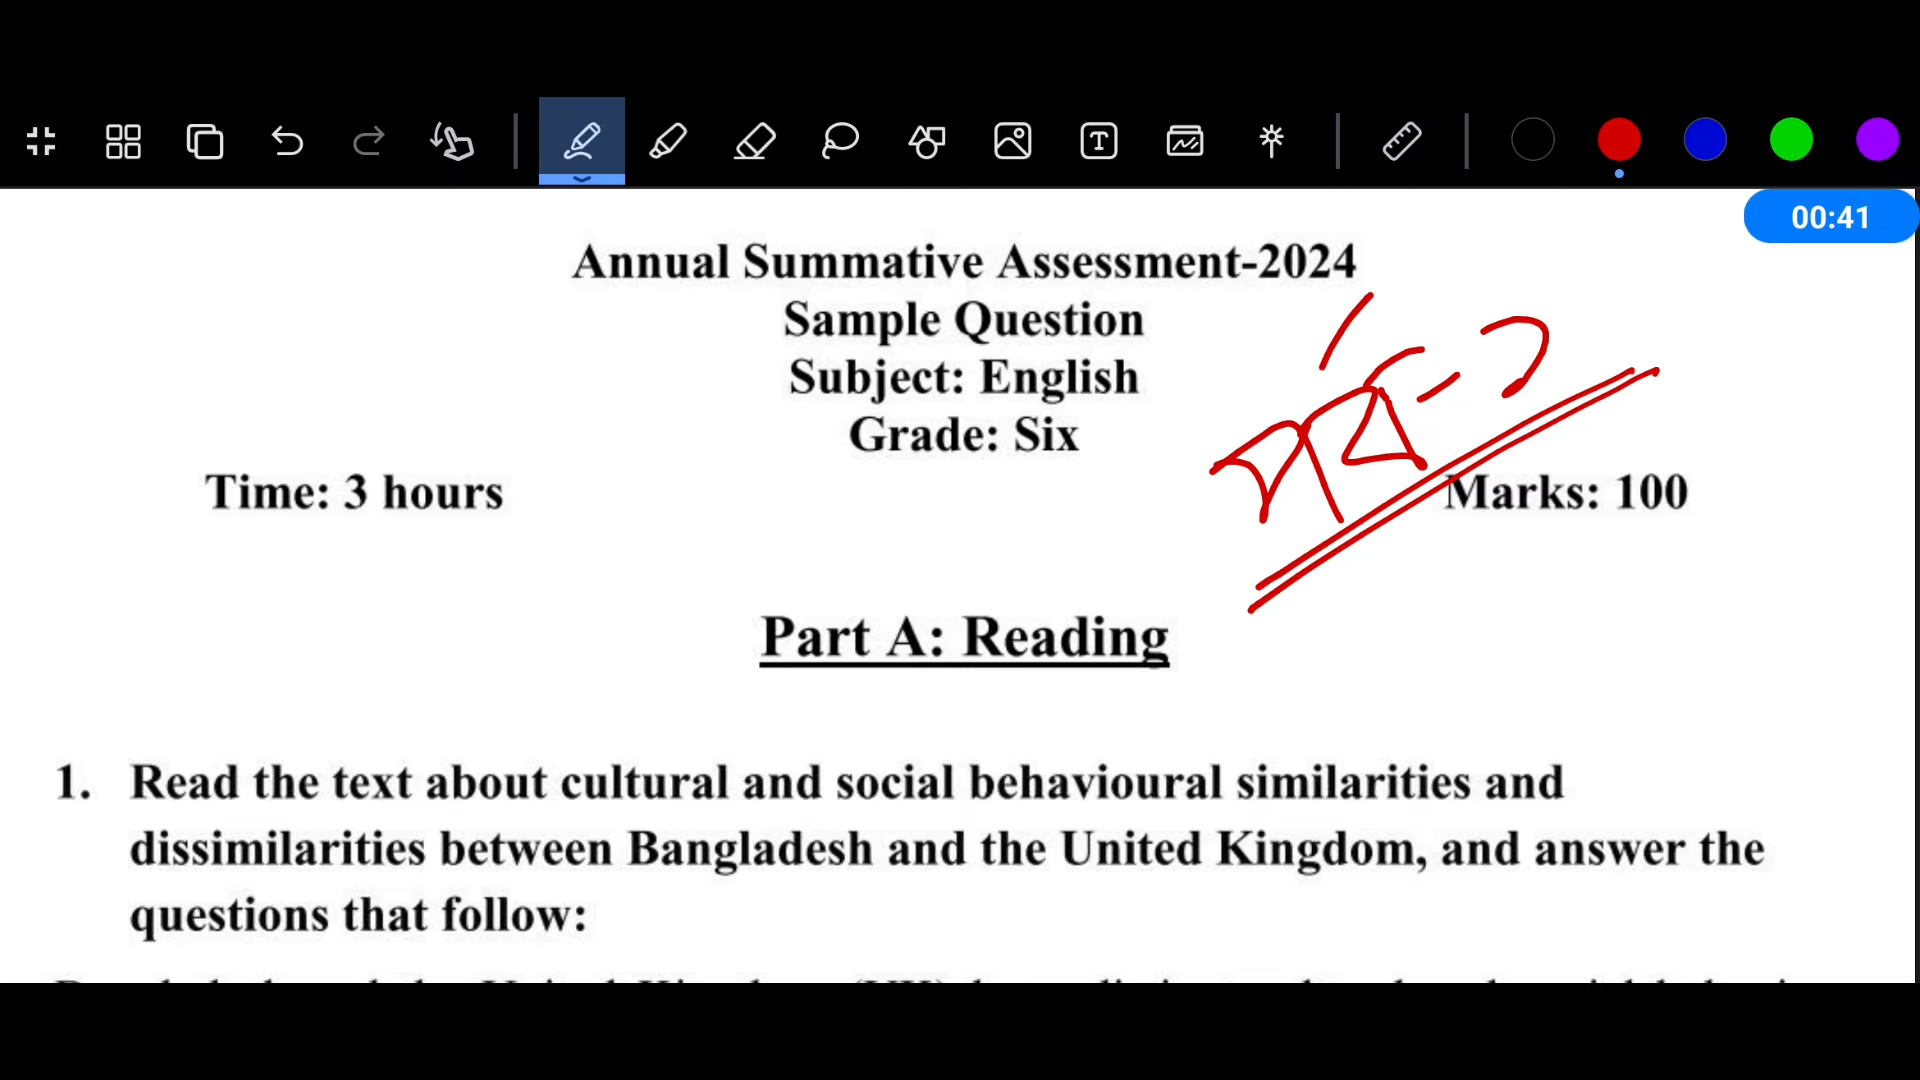 00:41
Annual Summative Assessment-2024
Sample Question
Subject: English
Grade: Six
Time: 3 hours
Marks: 100
Part A: Reading
1. Read the text about cultural and social behavioural similarities and
dissimilarities between Bangladesh and the United Kingdom, and answer the
questions that follow: